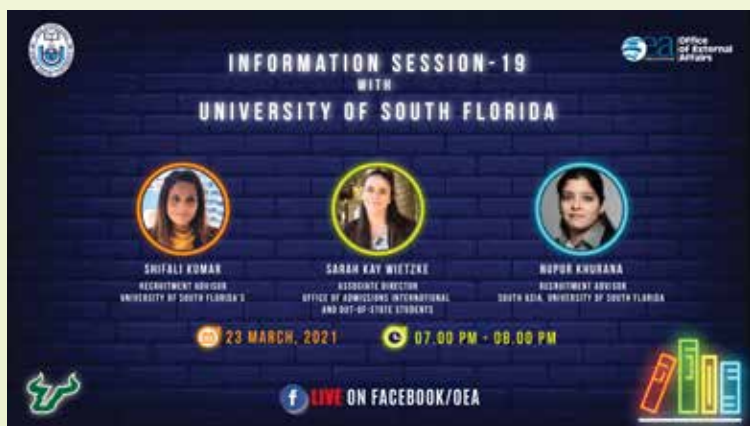 Office
of External
Affairs
INFORMATION SESSION-19
WITH
UNIVERSITY OF SOUTH FLORIDA
SHIFALI KUMAR
RECRUITMENT ADVISOR
UNIVERSITY OF SOUTH FLORIDA'S
SARAH KAY WIETZKE
ASSOCIATE DIRECTOR
OFFICE OF ADMISSIONS INTERNATIONAL
AND OUT-OF-STATE STUDENTS
NUPUR KHURANA
RECRUITMENT ADVISOR
SOUTH ASIA, UNIVERSITY OF SOUTH FLORIDA
23 MARCH, 2021
07.00 PM - 08.00 PM
LIVE ON FACEBOOK/OEA